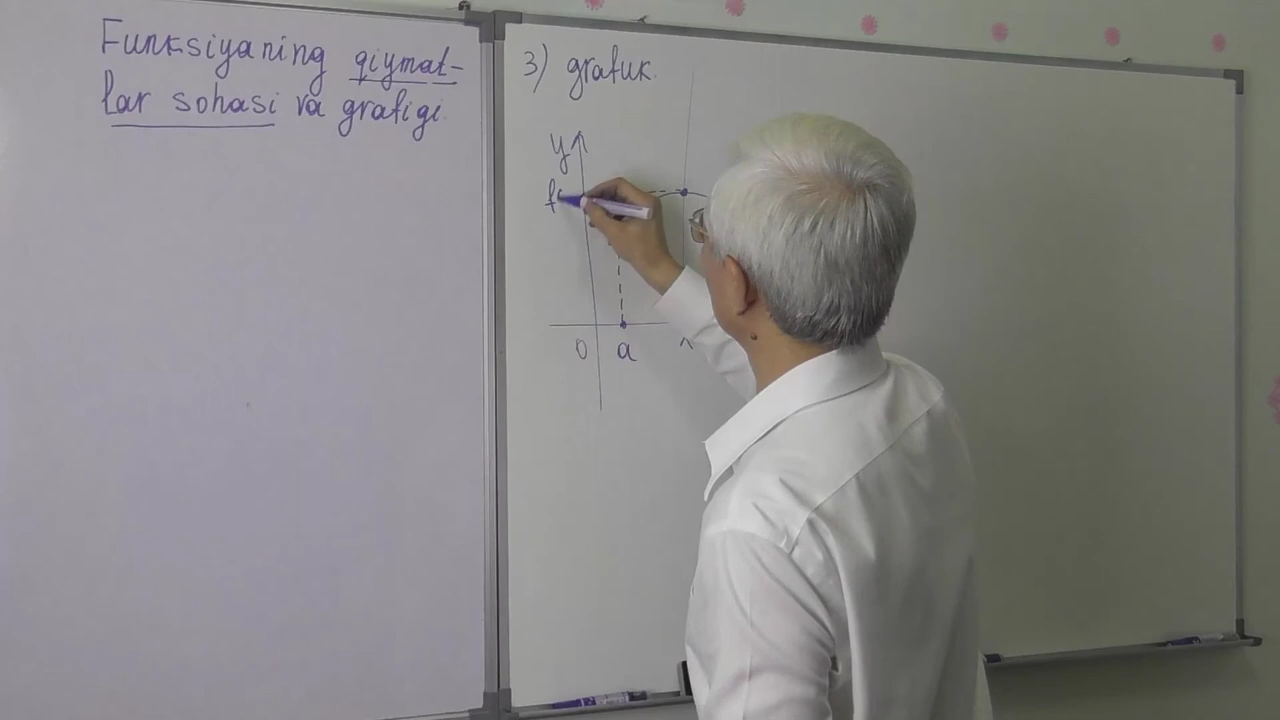 Funksiyaning qiymat-
lar sohasi va grafigi.
3) grafik.
y
f(
0 a x